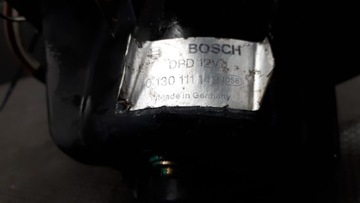 BOSCH
DPD 12V
0 130 111
Made in Germany